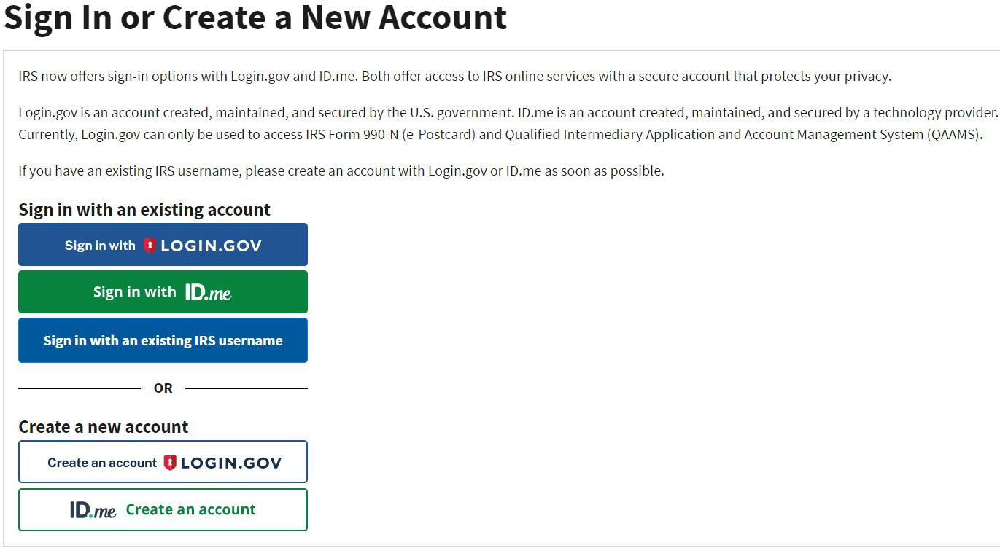 Sign In or Create a New Account
IRS now offers sign-in options with Login.gov and ID.me. Both offer access to IRS online services with a secure account that protects your privacy.
Login.gov is an account created, maintained, and secured by the U.S. government. ID.me is an account created, maintained, and secured by a technology provider.
Currently, Login.gov can only be used to access IRS Form 990-N (e-Postcard) and Qualified Intermediary Application and Account Management System (QAAMS).
If you have an existing IRS username, please create an account with Login.gov or ID.me as soon as possible.
Sign in with an existing account
Sign in with LOGIN.GOV
Sign in with ID.me
Sign in with an existing IRS username
OR
Create a new account
Create an account LOGIN.GOV
ID.me Create an account